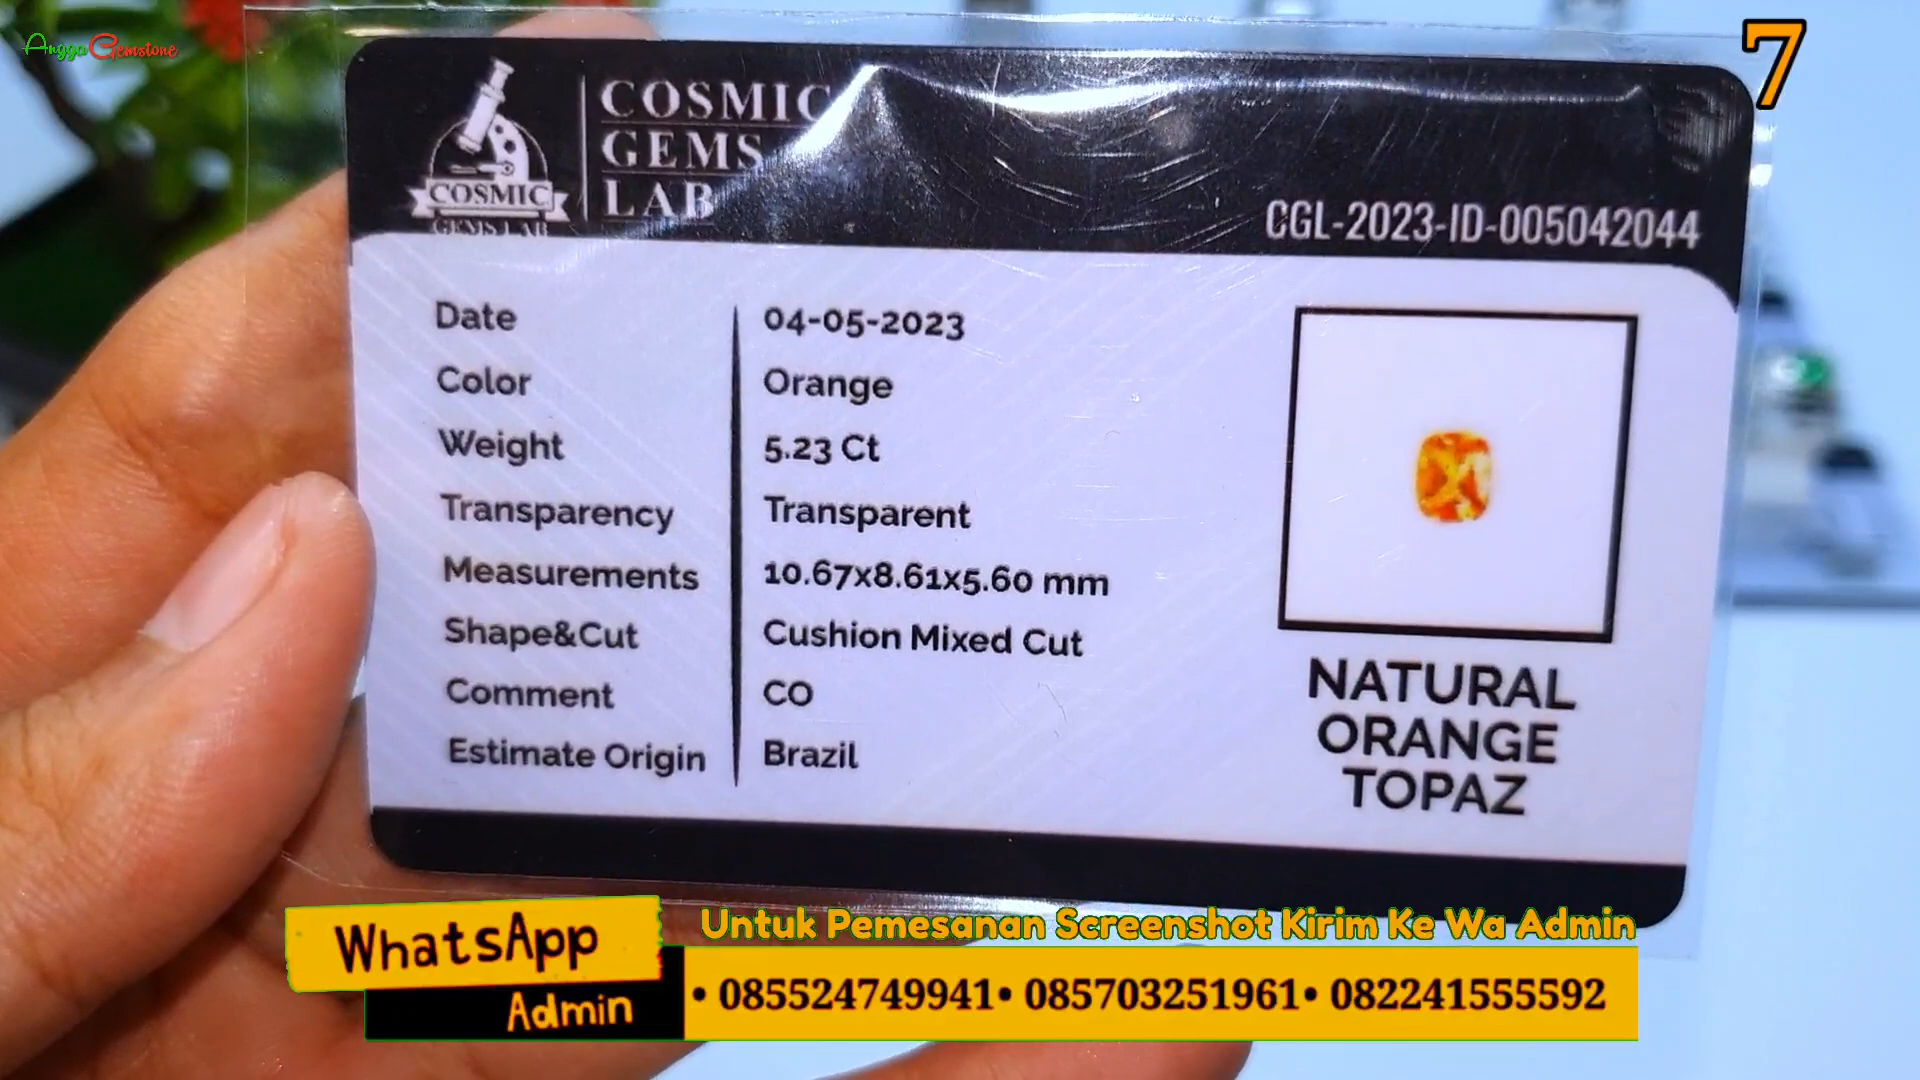 Angga Gemstone
7
COSMIC
GEMS
LAB
COSMIC
GEMS LAB
CGL-2023-ID-005042044
Date 04-05-2023
Color Orange
Weight 5.23 Ct
Transparency Transparent
Measurements 10.67x8.61x5.60 mm
Shape&Cut Cushion Mixed Cut
Comment CO
Estimate Origin Brazil
NATURAL
ORANGE
TOPAZ
WhatsApp
Admin
Untuk Pemesanan Screenshot Kirim Ke Wa Admin
• 085524749941• 085703251961• 082241555592